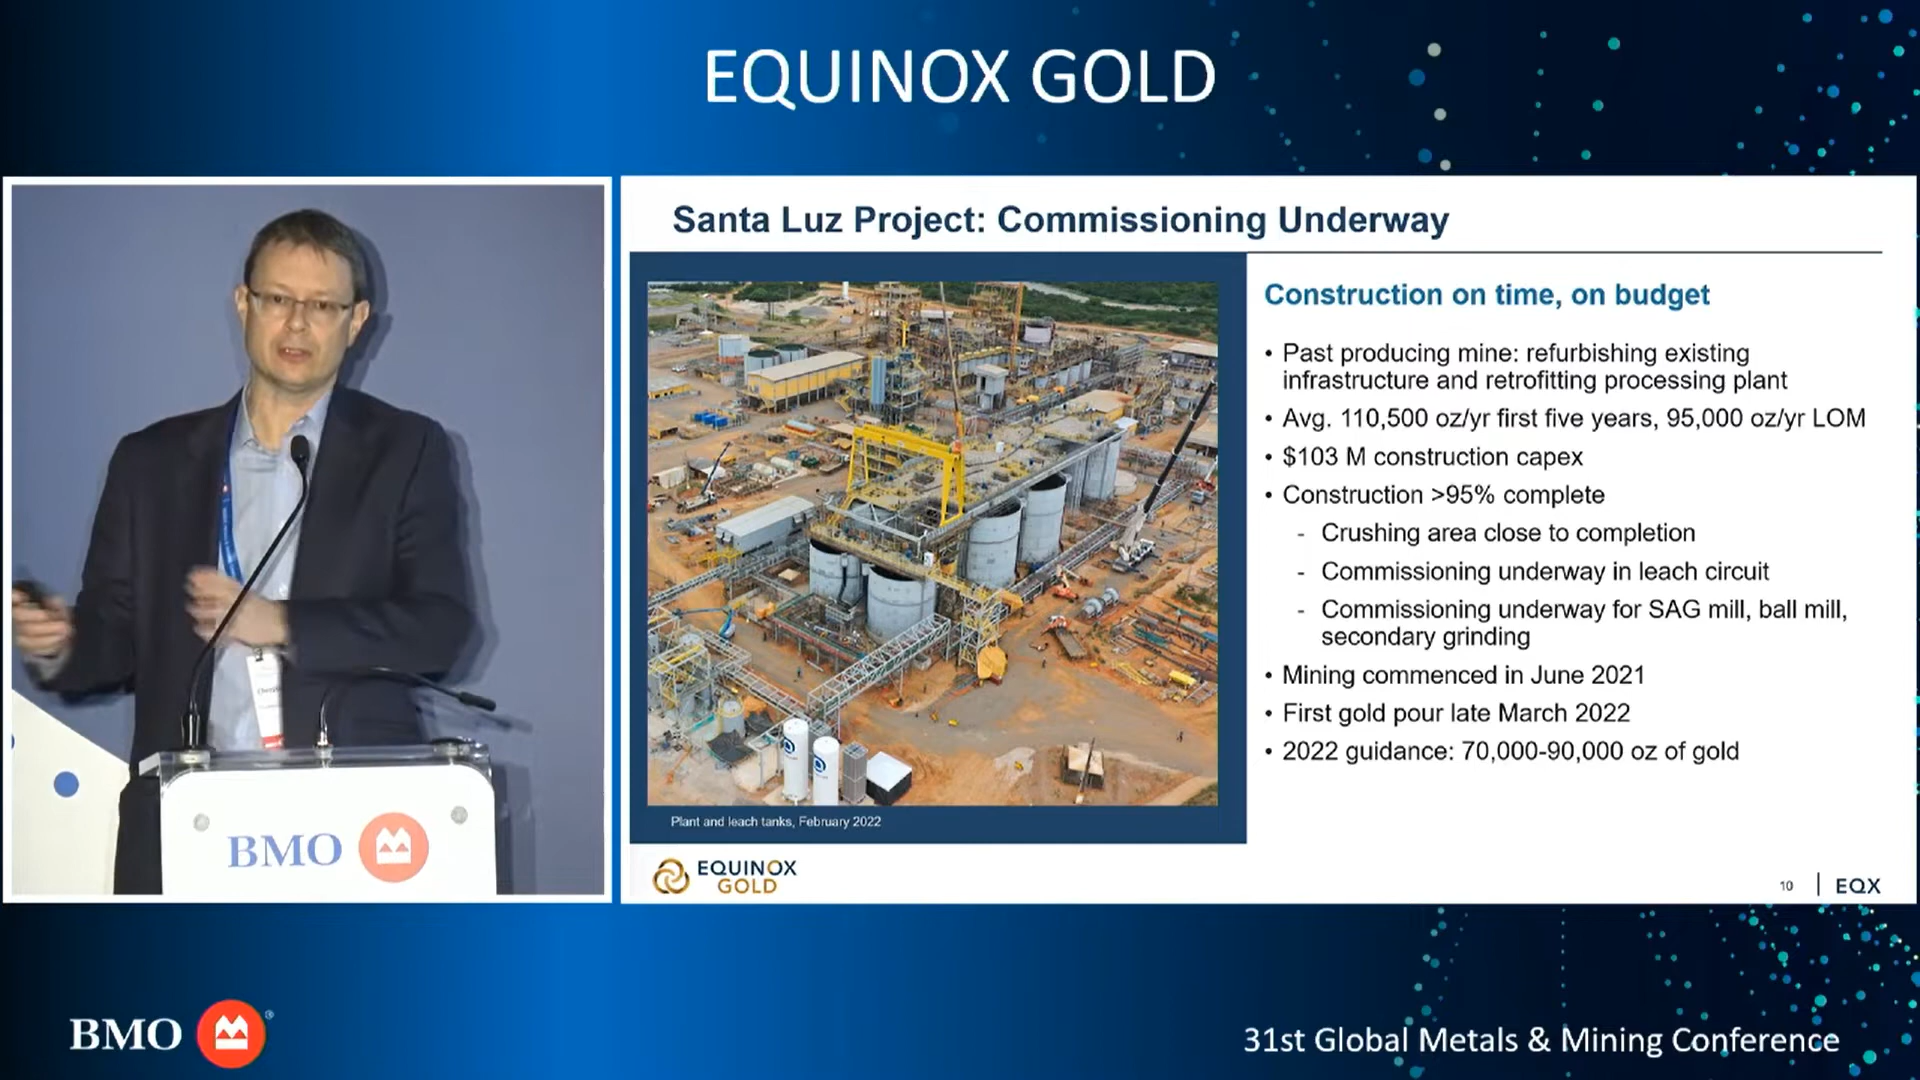 EQUINOX GOLD
Santa Luz Project: Commissioning Underway
Construction on time, on budget
• Past producing mine: refurbishing existing
infrastructure and retrofitting processing plant
• Avg. 110,500 oz/yr first five years, 95,000 oz/yr LOM
• $103 M construction capex
• Construction >95% complete
- Crushing area close to completion
- Commissioning underway in leach circuit
- Commissioning underway for SAG mill, ball mill,
secondary grinding
• Mining commenced in June 2021
• First gold pour late March 2022
• 2022 guidance: 70,000-90,000 oz of gold
Plant and leach tanks, February 2022
EQUINOX
GOLD
10 | EQX
BMO
BMO ®
31st Global Metals & Mining Conference